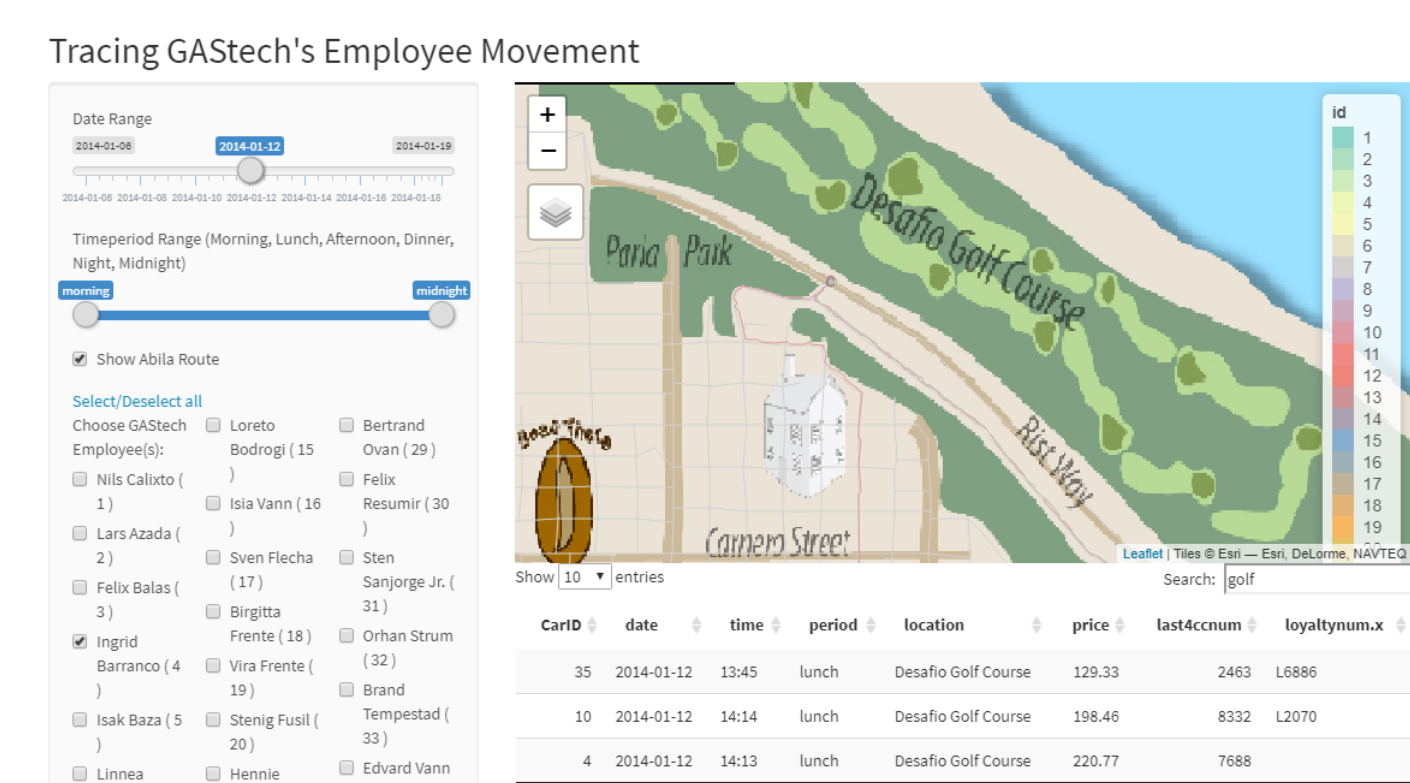 Tracing GAStech's Employee Movement
Date Range
2014-01-06
2014-01-12
2014-01-19
2014-01-06 2014-01-08 2014-01-10 2014-01-12 2014-01-14 2014-01-16 2014-01-18
Timeperiod Range (Morning, Lunch, Afternoon, Dinner,
Night, Midnight)
morning
midnight
Show Abila Route
Select/Deselect all
Choose GAStech
Employee(s):
Nils Calixto (
1 )
Lars Azada (
2 )
Felix Balas (
3 )
Ingrid
Barranco ( 4
)
Isak Baza ( 5
)
Linnea
Loreto
Bodrogi ( 15
)
Isia Vann ( 16
)
Sven Flecha
( 17 )
Birgitta
Frente ( 18 )
Vira Frente (
19 )
Stenig Fusil (
20 )
Hennie
Bertrand
Ovan ( 29 )
Felix
Resumir ( 30
)
Sten
Sanjorge Jr. (
31 )
Orhan Strum
( 32 )
Brand
Tempestad (
33 )
Edvard Vann
+
−
Paria Park
Desafio Golf Course
Rist Way
Carnero Street
id
1
2
3
4
5
6
7
8
9
10
11
12
13
14
15
16
17
18
19
Leaflet | Tiles © Esri — Esri, DeLorme, NAVTEQ
Show 10 entries
Search: golf
CarID date time period location price last4ccnum loyaltynum.x
35 2014-01-12 13:45 lunch Desafio Golf Course 129.33 2463 L6886
10 2014-01-12 14:14 lunch Desafio Golf Course 198.46 8332 L2070
4 2014-01-12 14:13 lunch Desafio Golf Course 220.77 7688